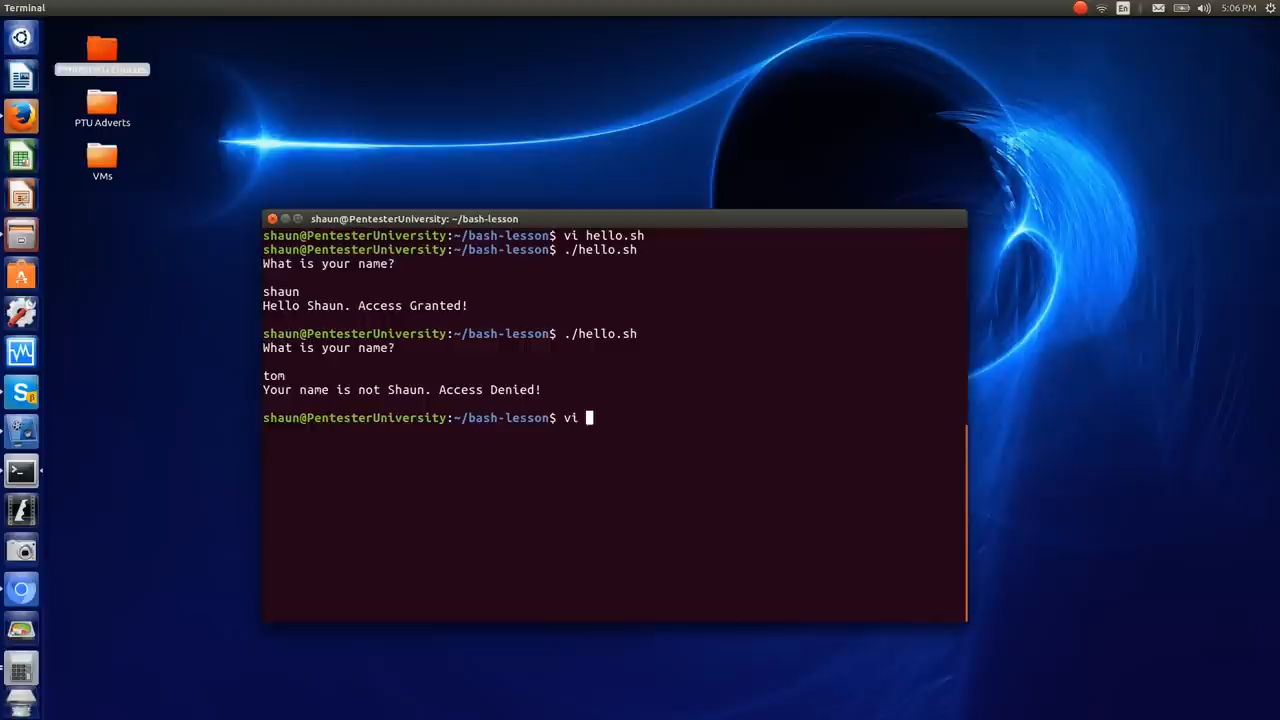 Terminal
En
5:06 PM
PTU Adverts
VMs
shaun@PentesterUniversity: ~/bash-lesson
shaun@PentesterUniversity:~/bash-lesson$ vi hello.sh
shaun@PentesterUniversity:~/bash-lesson$ ./hello.sh
What is your name?
shaun
Hello Shaun. Access Granted!
shaun@PentesterUniversity:~/bash-lesson$ ./hello.sh
What is your name?
tom
Your name is not Shaun. Access Denied!
shaun@PentesterUniversity:~/bash-lesson$ vi